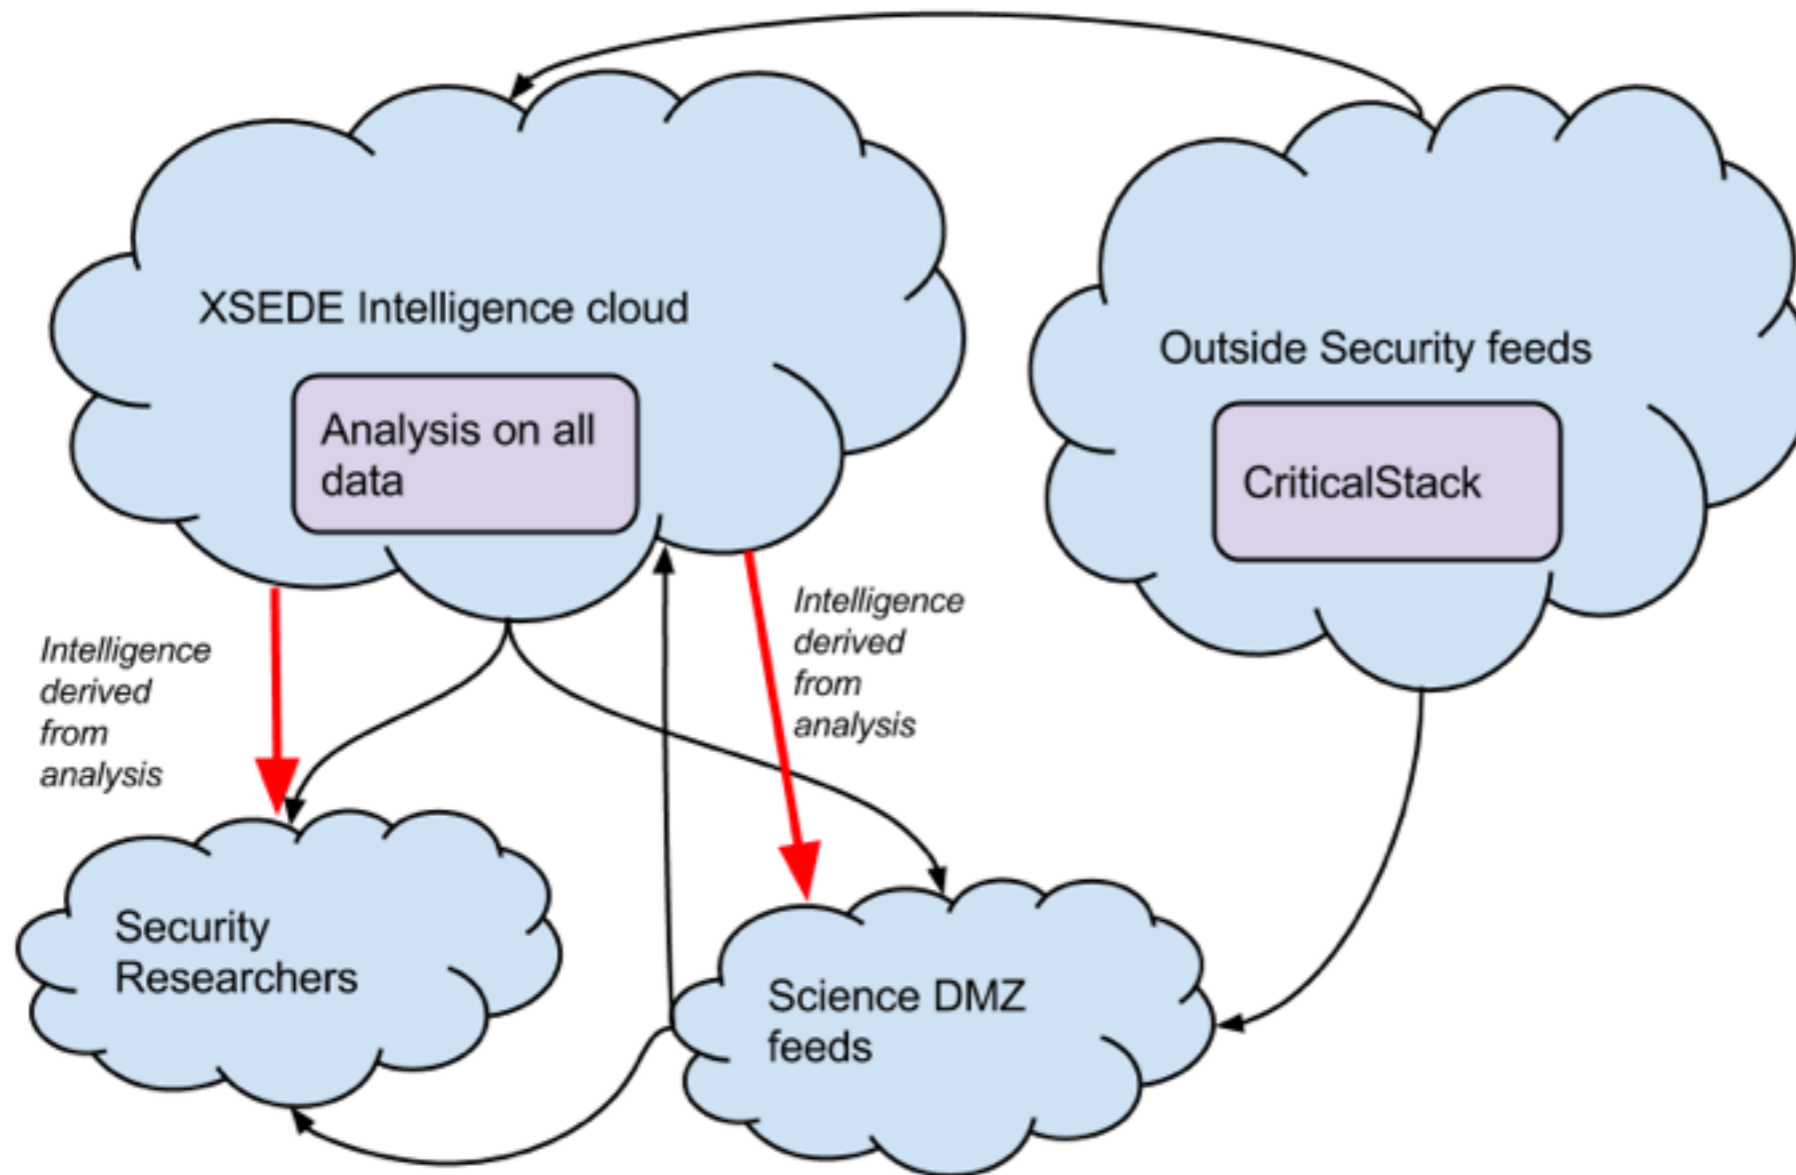 XSEDE Intelligence cloud
Analysis on all
data
Outside Security feeds
CriticalStack
Intelligence
derived
from
analysis
Intelligence
derived
from
analysis
Security
Researchers
Science DMZ
feeds